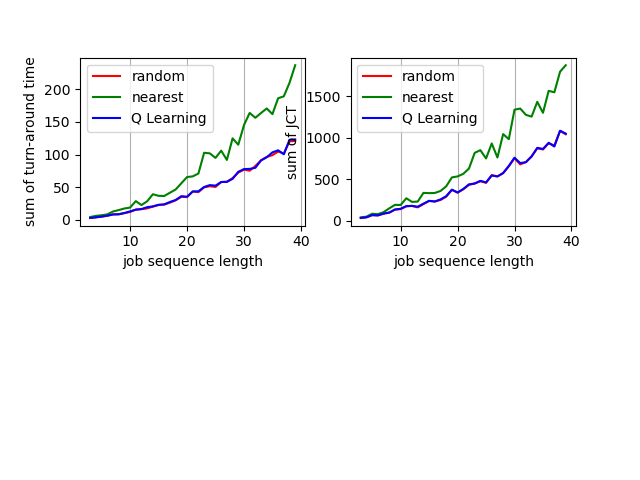 sum of turn-around time
200
150
100
50
0
random
nearest
Q Learning
10
20
30
40
job sequence length
sum of JCT
1500
1000
500
0
random
nearest
Q Learning
10
20
30
40
job sequence length